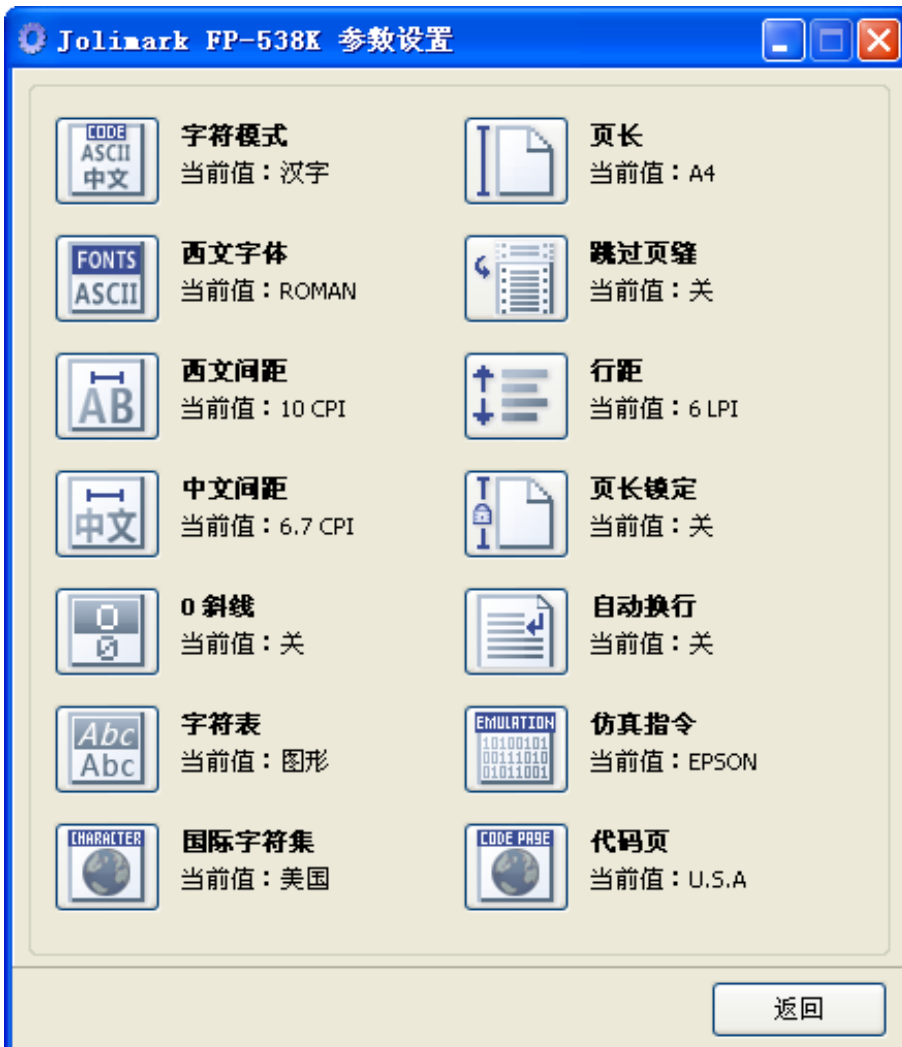 Jolimark FP-538K 参数设置
CODE
ASCII
中文
字符模式
当前值：汉字
页长
当前值：A4
FONTS
ASCII
西文字体
当前值：ROMAN
跳过页缝
当前值：关
AB
西文间距
当前值：10 CPI
行距
当前值：6 LPI
中文
中文间距
当前值：6.7 CPI
页长锁定
当前值：关
0
0
0 斜线
当前值：关
自动换行
当前值：关
Abc
Abc
字符表
当前值：图形
EMULATION
10100101
00111010
01011001
仿真指令
当前值：EPSON
CHARACTER
国际字符集
当前值：美国
CODE PAGE
代码页
当前值：U.S.A
返回